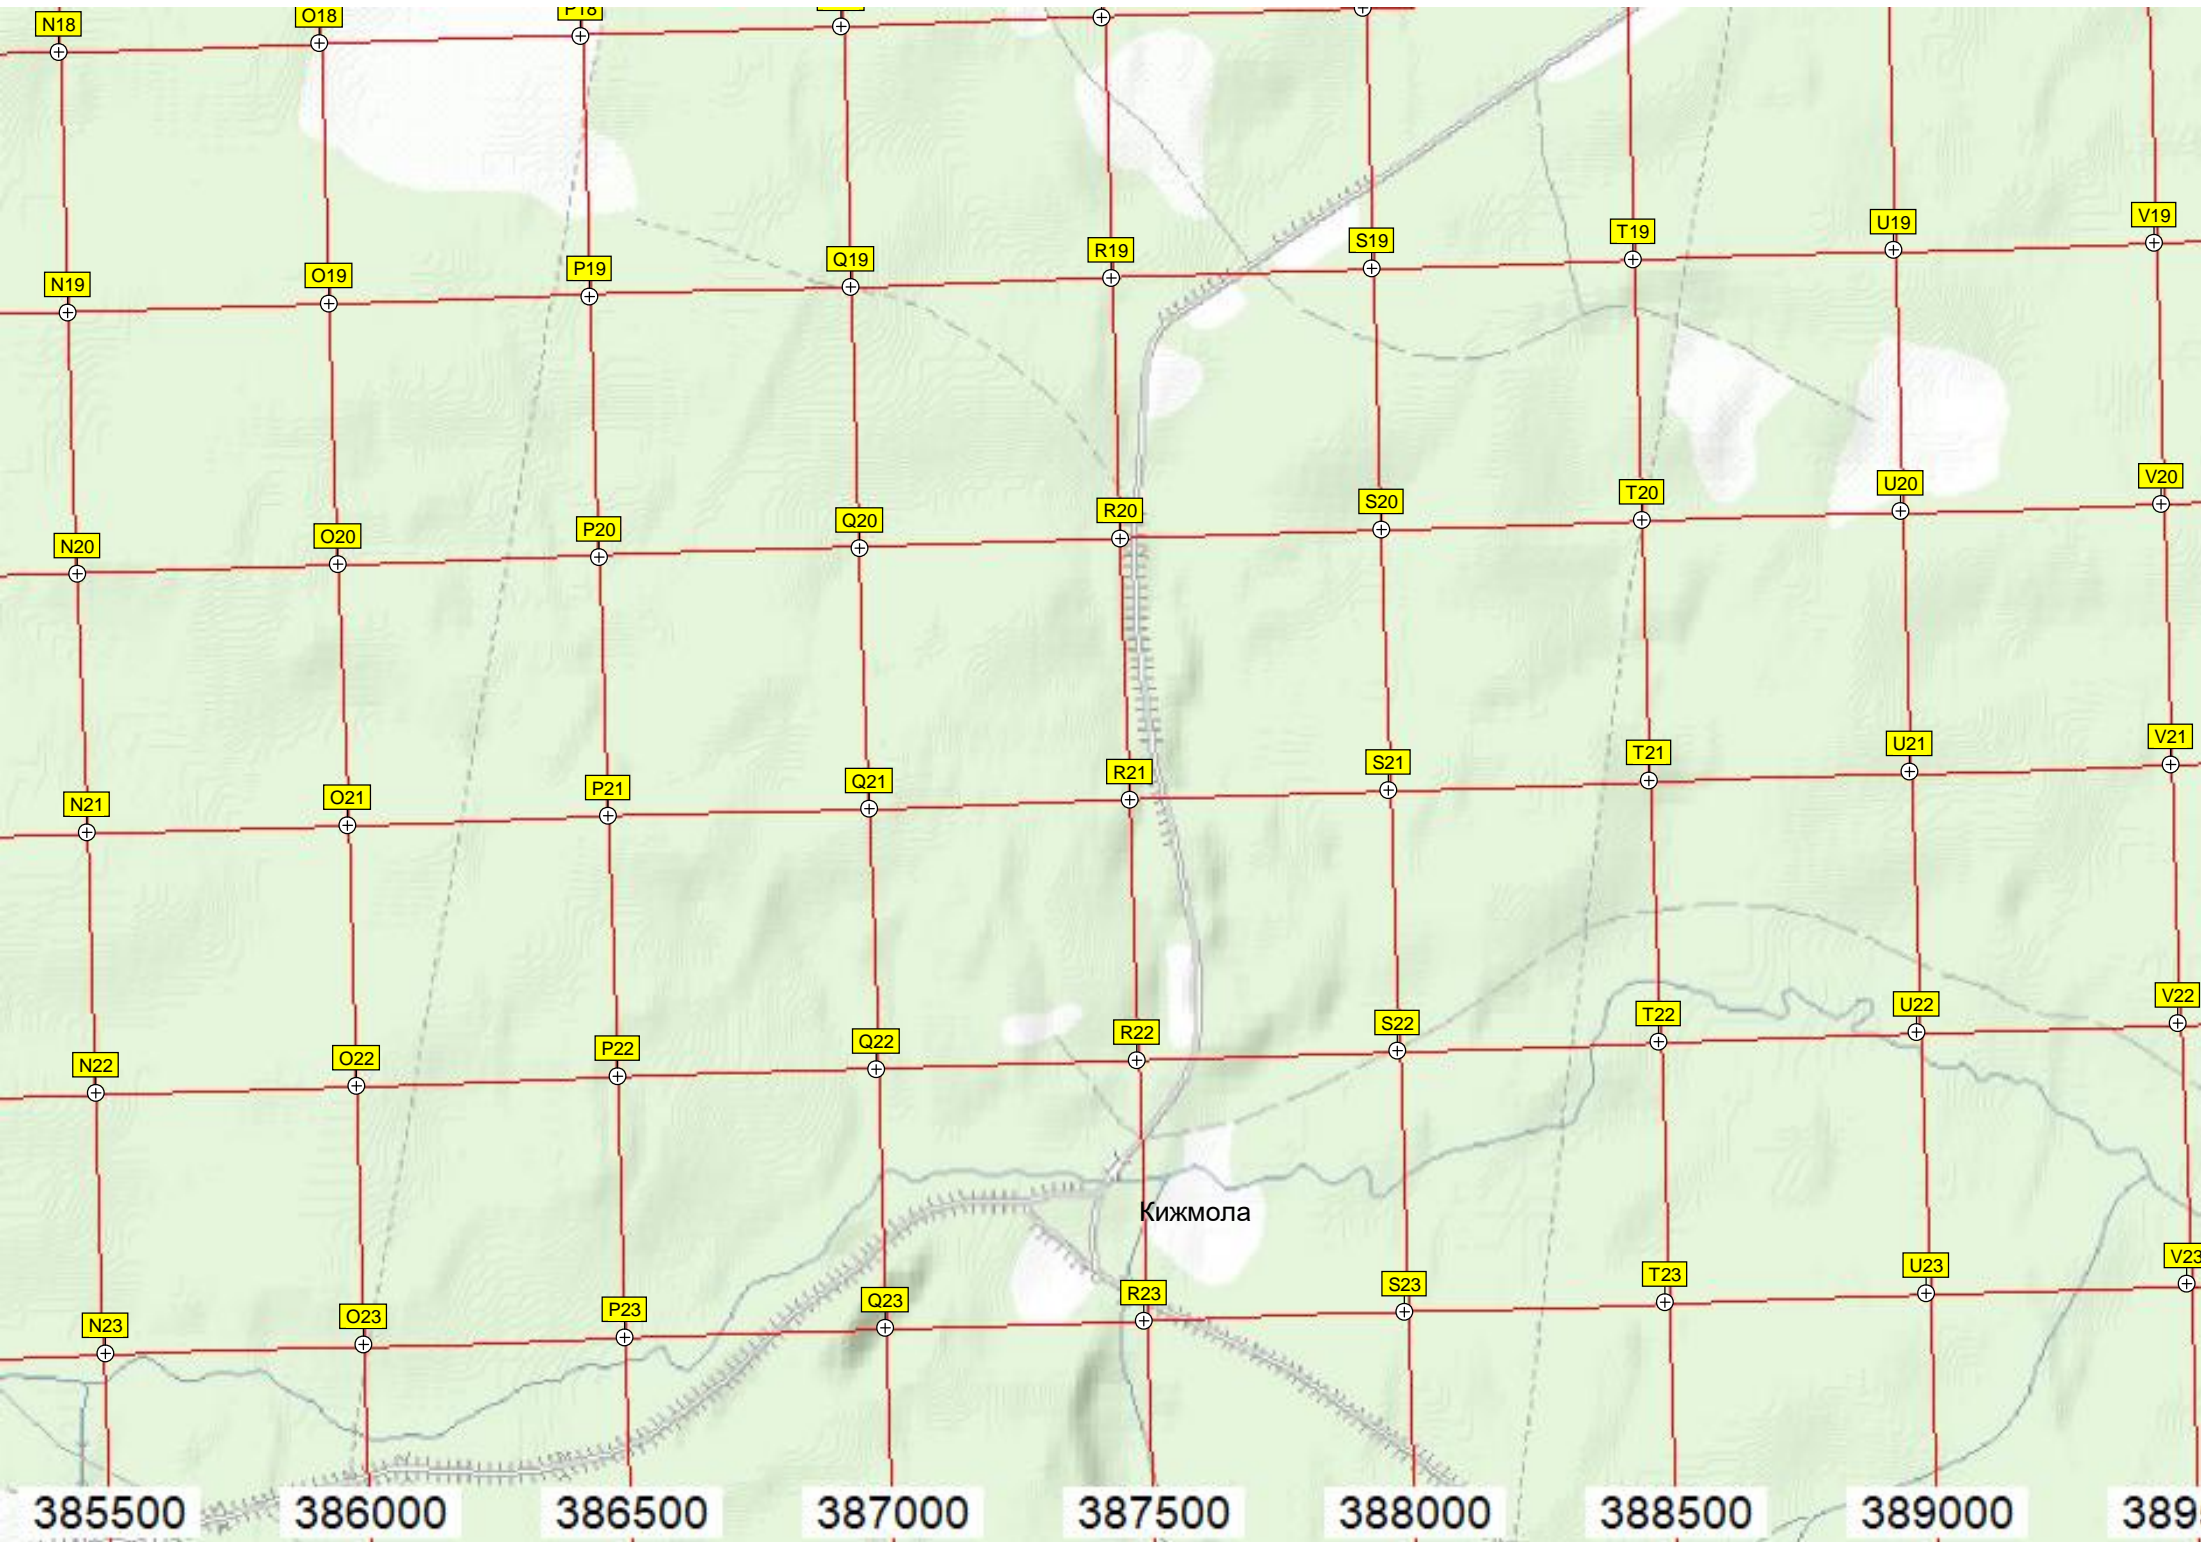 N18 O18 P18
N19 O19 P19 Q19 R19 S19 T19 U19 V19
N20 O20 P20 Q20 R20 S20 T20 U20 V20
N21 O21 P21 Q21 R21 S21 T21 U21 V21
N22 O22 P22 Q22 R22 S22 T22 U22 V22
Кижмола
N23 O23 P23 Q23 R23 S23 T23 U23 V23
385500 386000 386500 387000 387500 388000 388500 389000 389